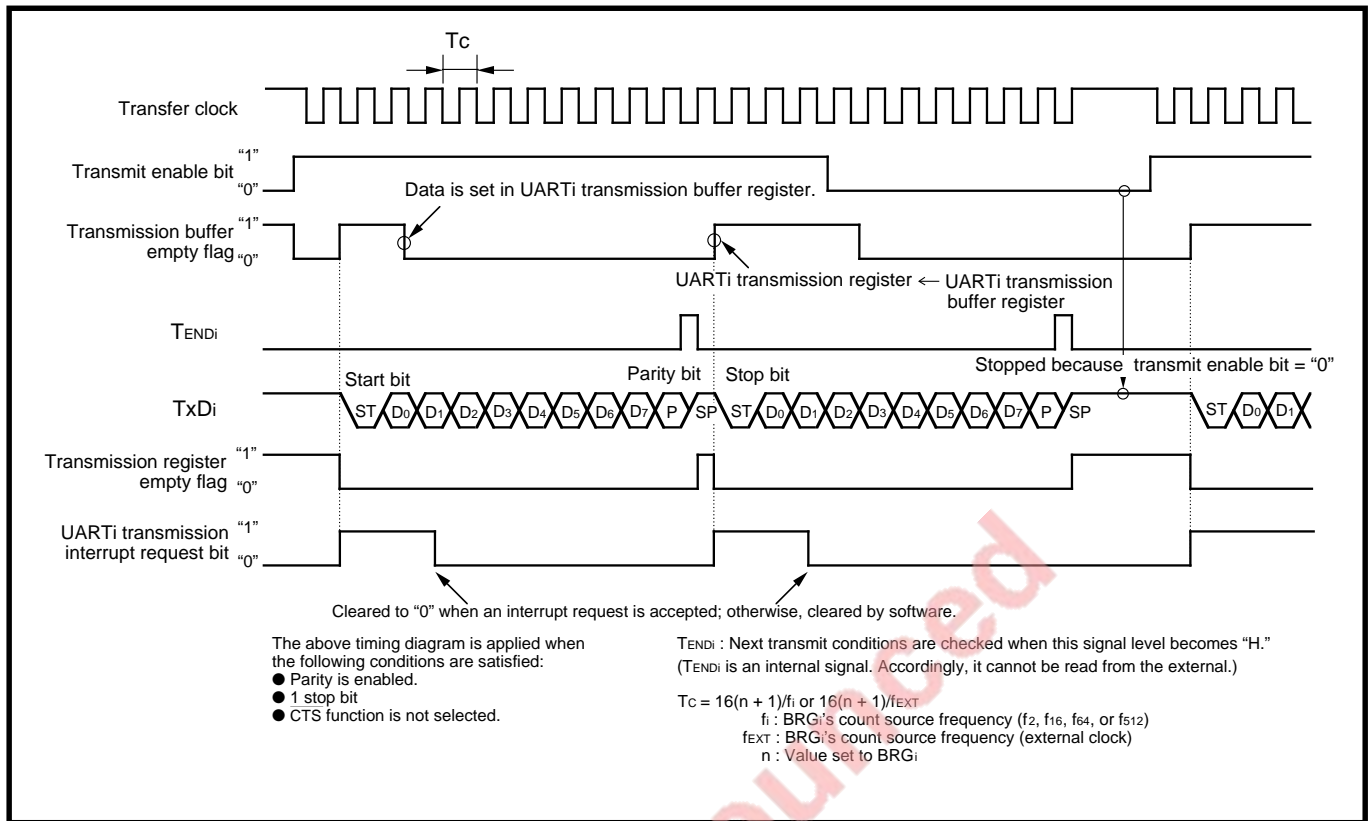 Tc
Transfer clock
Transmit enable bit
“1”
“0”
Data is set in UARTi transmission buffer register.
Transmission buffer
empty flag
“1”
“0”
UARTi transmission register ← UARTi transmission
buffer register
TENDi
Stopped because transmit enable bit = “0”
Start bit
Parity bit
Stop bit
TxDi
ST D0 D1 D2 D3 D4 D5 D6 D7 P SP ST D0 D1 D2 D3 D4 D5 D6 D7 P SP ST D0 D1
Transmission register
empty flag
“1”
“0”
UARTi transmission
interrupt request bit
“1”
“0”
Cleared to “0” when an interrupt request is accepted; otherwise, cleared by software.
The above timing diagram is applied when
the following conditions are satisfied:
● Parity is enabled.
● 1 stop bit
● CTS function is not selected.
TENDi : Next transmit conditions are checked when this signal level becomes “H.”
(TENDi is an internal signal. Accordingly, it cannot be read from the external.)
Tc = 16(n + 1)/fi or 16(n + 1)/fEXT
fi : BRGi’s count source frequency (f2, f16, f64, or f512)
fEXT : BRGi’s count source frequency (external clock)
n : Value set to BRGi
ounced